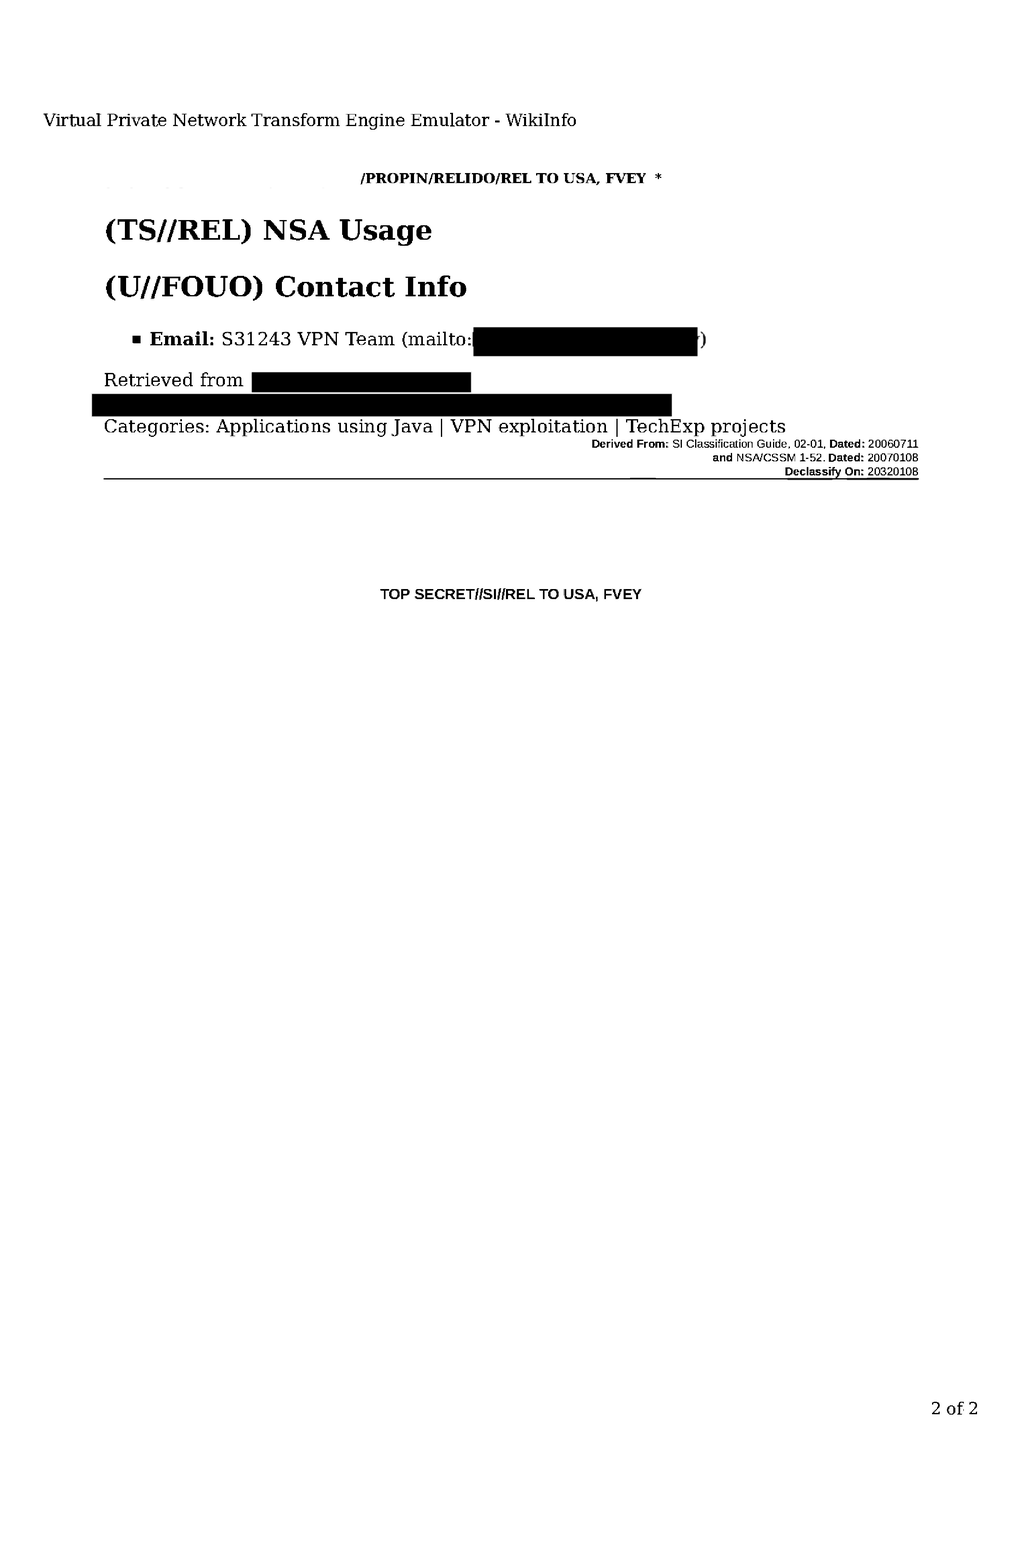 Virtual Private Network Transform Engine Emulator - WikiInfo
/PROPIN/RELIDO/REL TO USA, FVEY *
(TS//REL) NSA Usage
(U//FOUO) Contact Info
▪ Email: S31243 VPN Team (mailto: )
Retrieved from
Categories: Applications using Java | VPN exploitation | TechExp projects
Derived From: SI Classification Guide, 02-01, Dated: 20060711
and NSA/CSSM 1-52. Dated: 20070108
Declassify On: 20320108
TOP SECRET//SI//REL TO USA, FVEY
2 of 2